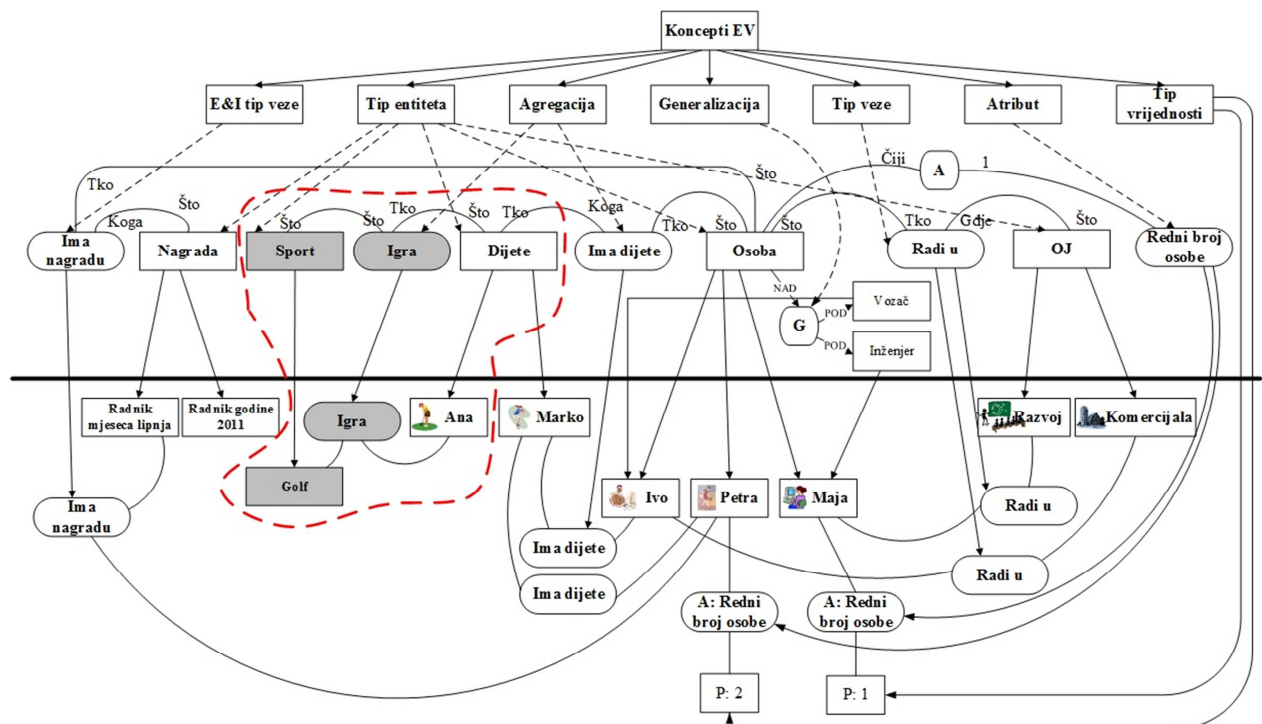 Koncepti EV
E&I tip veze
Tip entiteta
Agregacija
Generalizacija
Tip veze
Atribut
Tip
vrijednosti
Čiji
A
1
Tko
Što
Što
Koga
Što
Što
Što
Tko
Što
Tko
Koga
Tko
Što
Što
Tko
Gdje
Što
Ima
nagradu
Nagrada
Sport
Igra
Dijete
Ima dijete
Osoba
Radi u
OJ
Redni broj
osobe
NAD
G
POD
Vozač
POD
Inženjer
Radnik
mjeseca lipnja
Radnik godine
2011
Igra
Ana
Marko
Razvoj
Komercijala
Golf
Ima
nagradu
Ivo
Petra
Maja
Radi u
Ima dijete
Radi u
Ima dijete
A: Redni
broj osobe
A: Redni
broj osobe
P: 2
P: 1